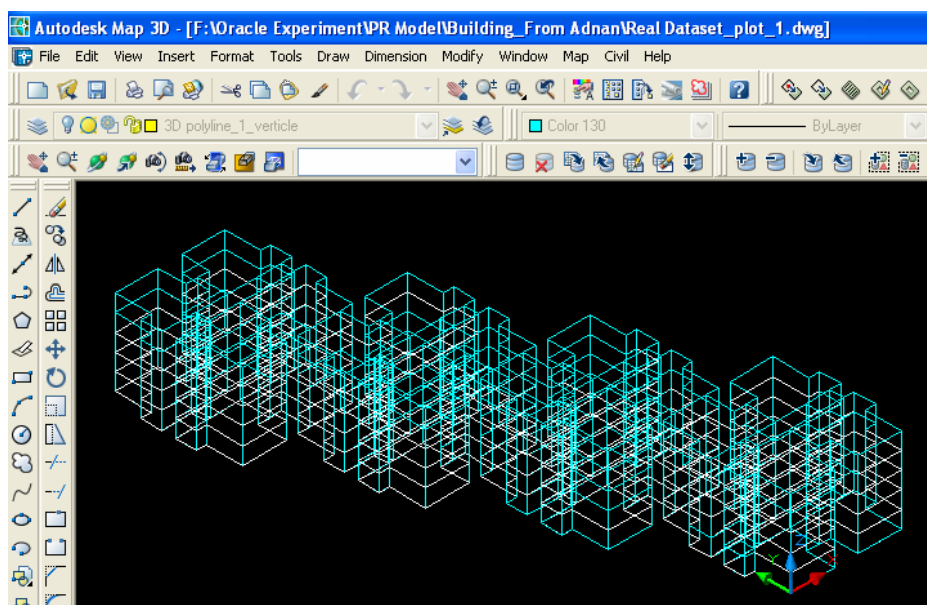 Autodesk Map 3D - [F:\Oracle Experiment\PR Model\Building_From Adnan\Real Dataset_plot_1.dwg]
File Edit View Insert Format Tools Draw Dimension Modify Window Map Civil Help
3D polyline_1_verticle Color 130 ByLayer
Z
Y X